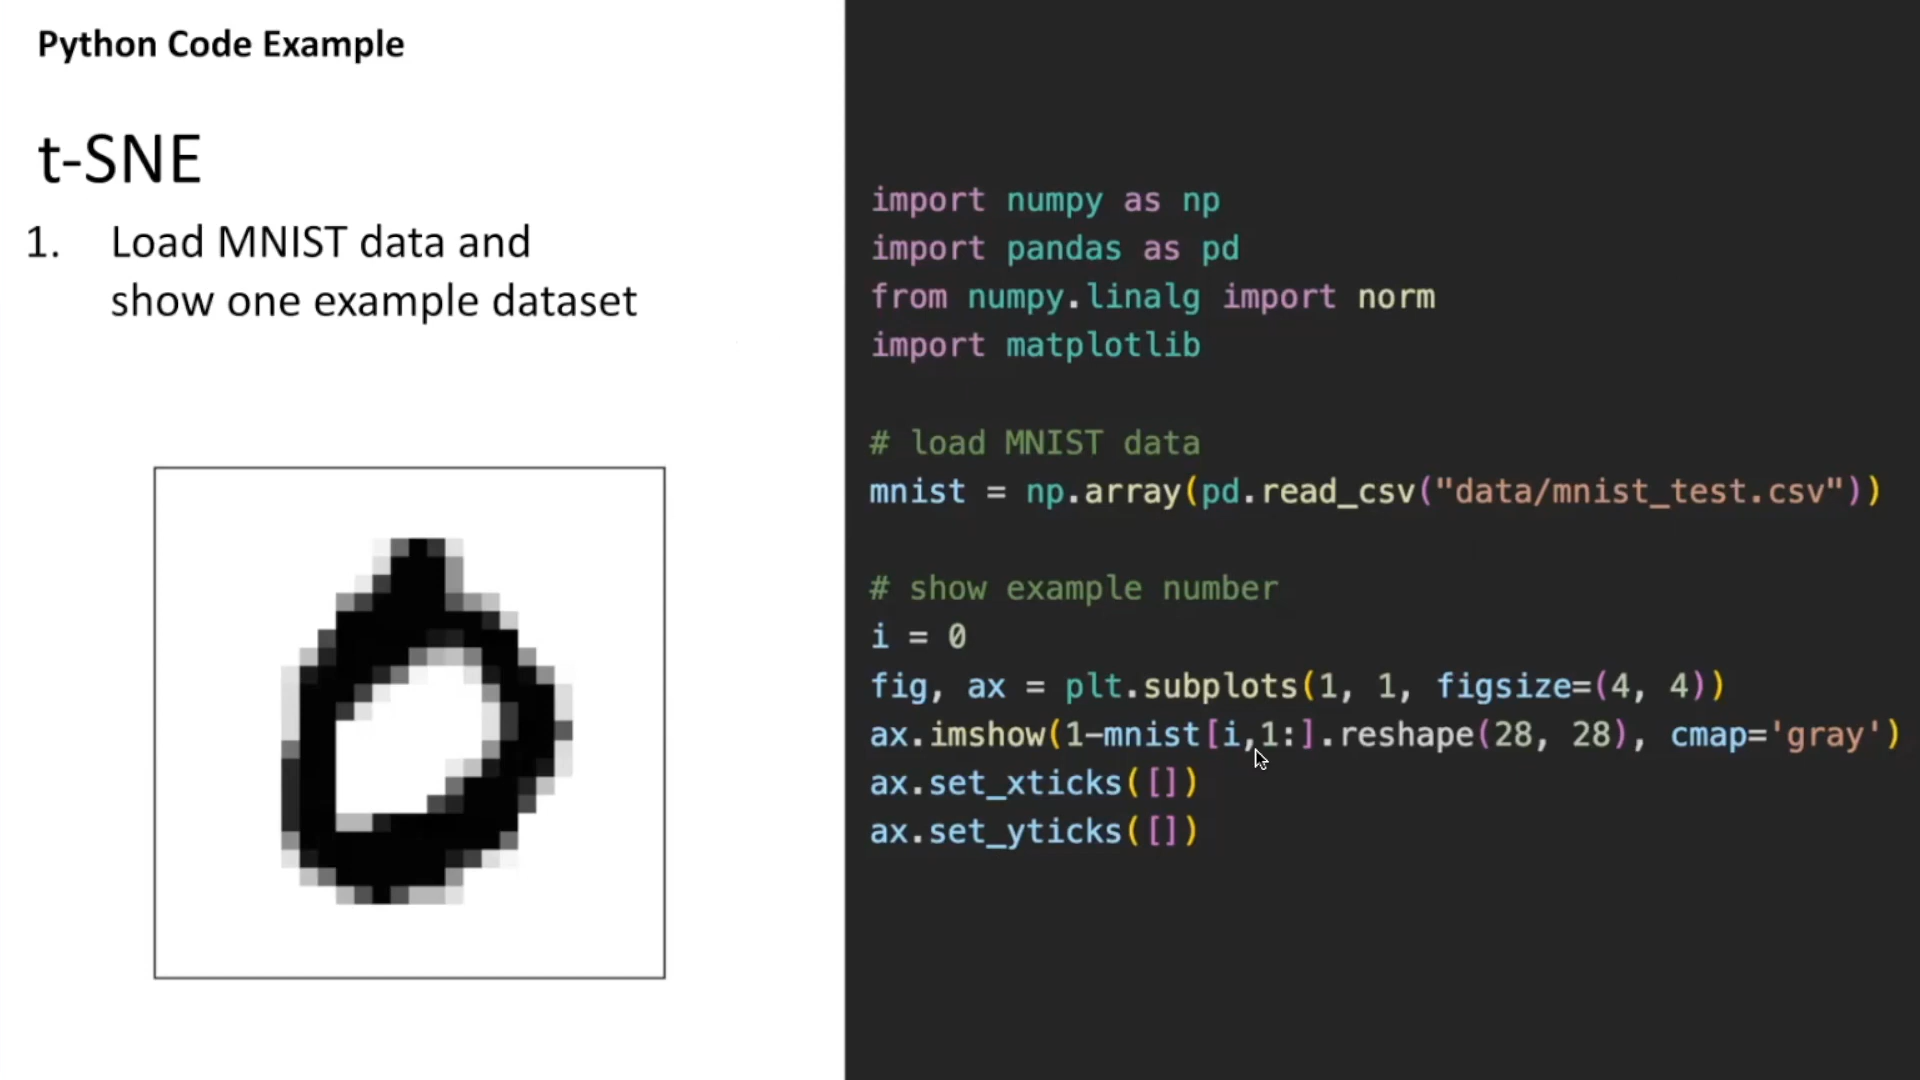 Python Code Example
t-SNE
1. Load MNIST data and
show one example dataset
import numpy as np
import pandas as pd
from numpy.linalg import norm
import matplotlib
# load MNIST data
mnist = np.array(pd.read_csv("data/mnist_test.csv"))
# show example number
i = 0
fig, ax = plt.subplots(1, 1, figsize=(4, 4))
ax.imshow(1-mnist[i,1:].reshape(28, 28), cmap='gray')
ax.set_xticks([])
ax.set_yticks([])